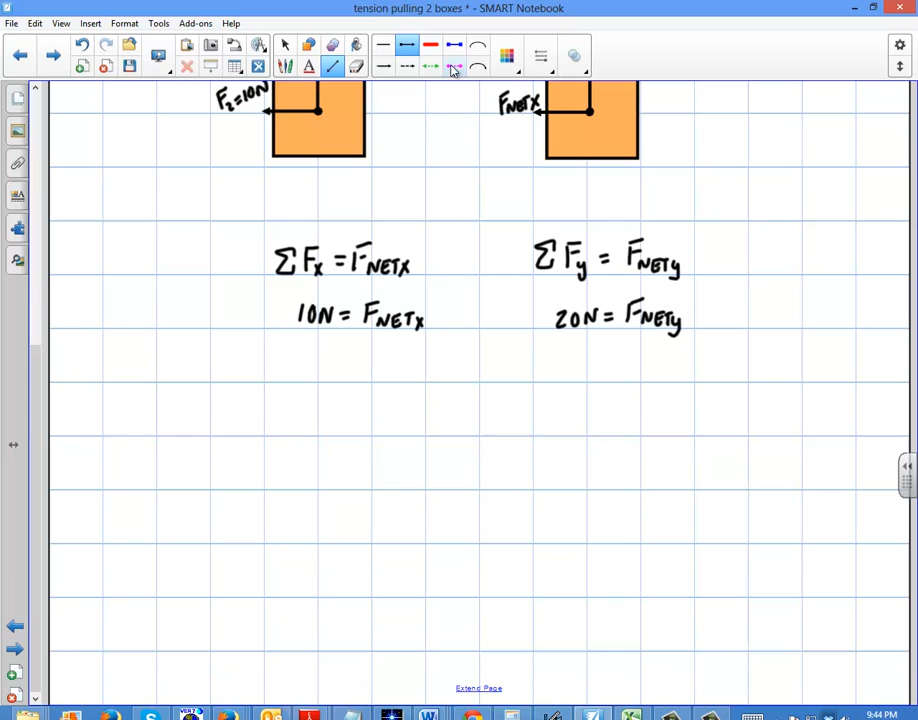 tension pulling 2 boxes * - SMART Notebook
File Edit View Insert Format Tools Add-ons Help
F₂=10N
FNETX
ΣFx = FNETx
ΣFy = FNETy
10N = FNETx
20N = FNETy
Extend Page
9:44 PM